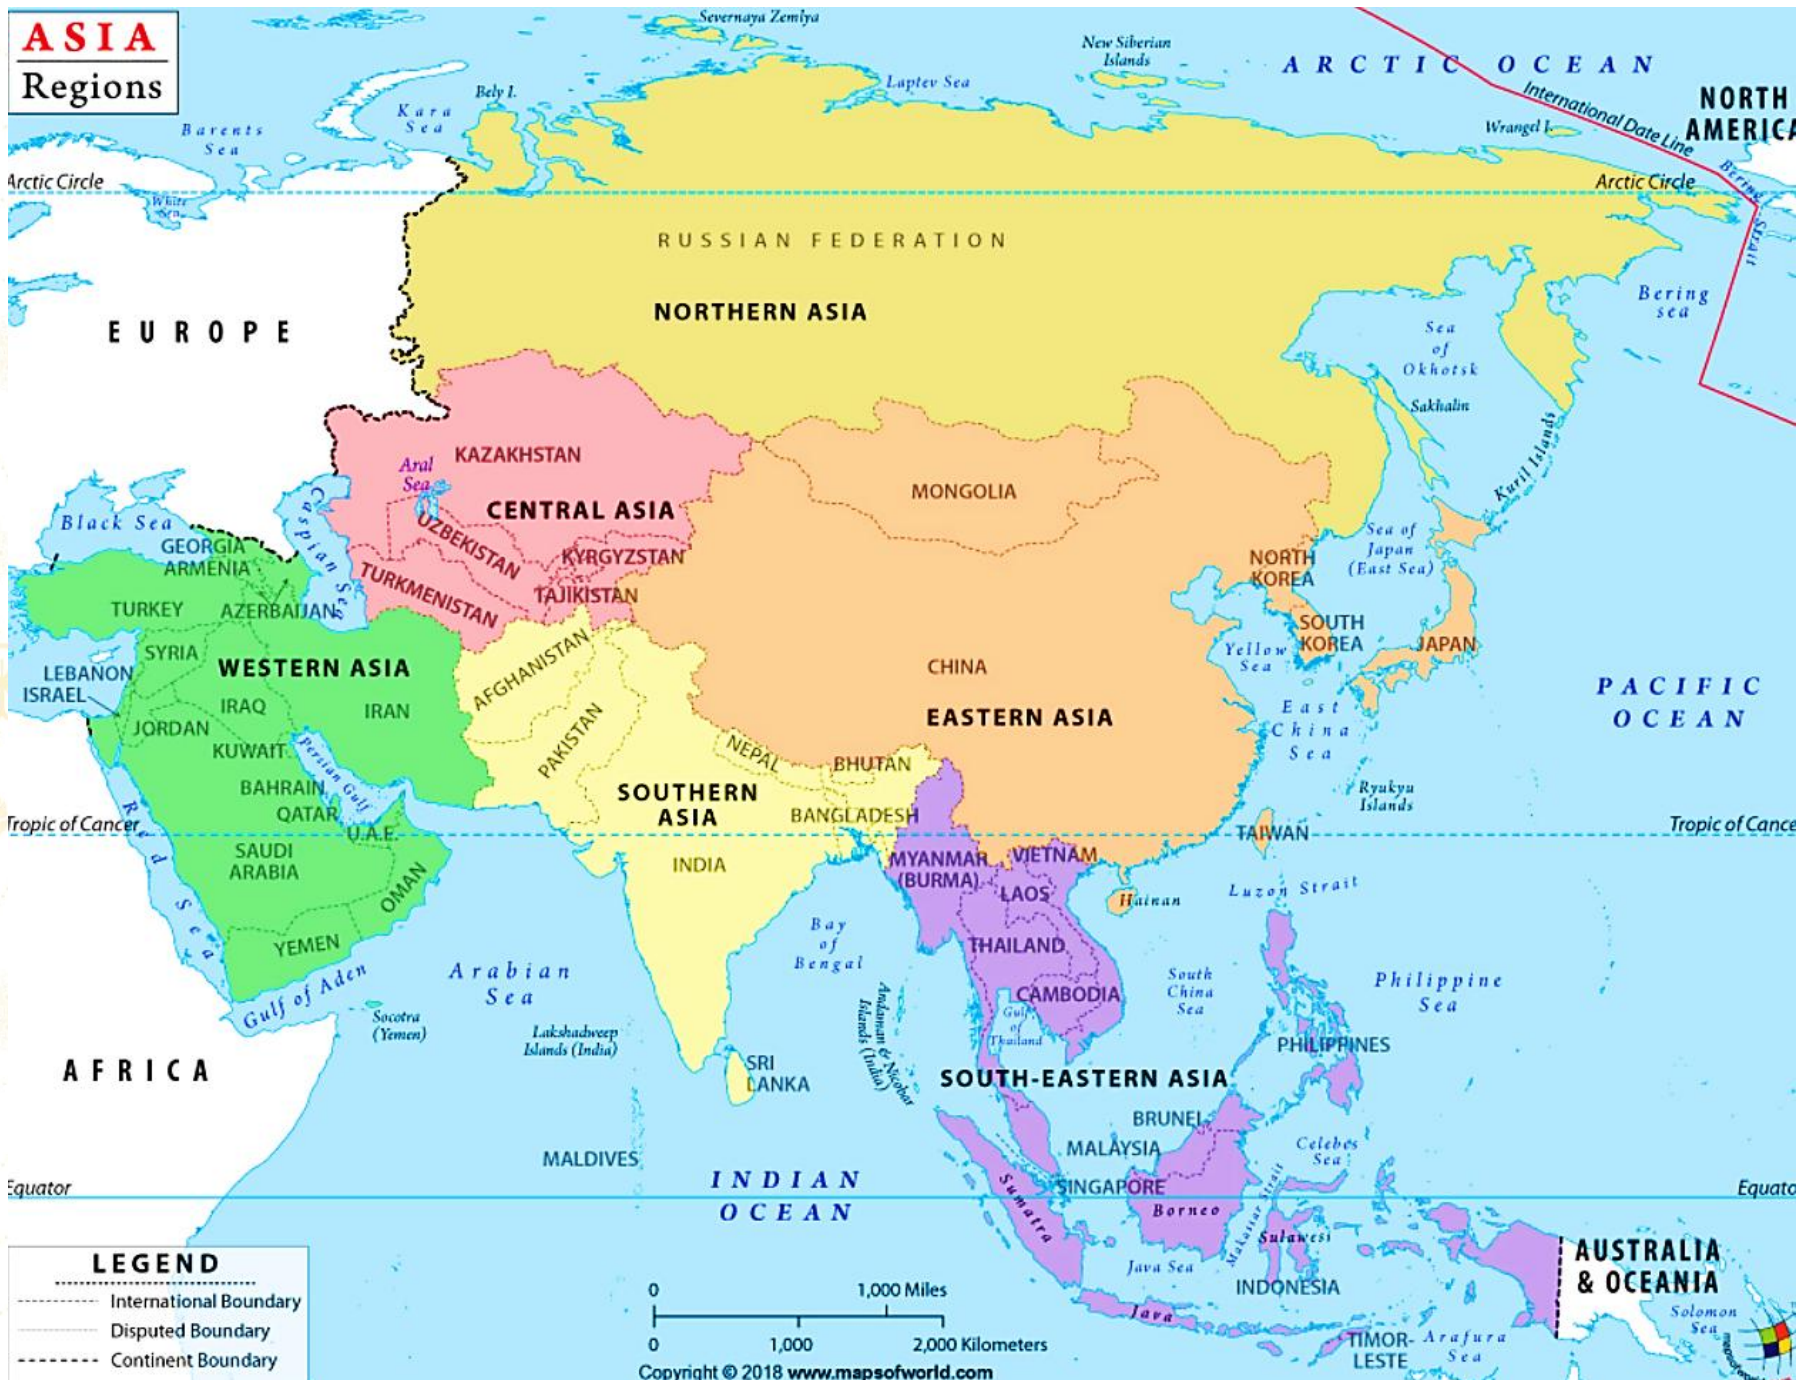 ASIA
Regions
Severnaya Zemlya
New Siberian
Islands
ARCTIC OCEAN
International Date Line
NORTH
AMERICA
Bely I.
Kara
Sea
Laptev Sea
Wrangel I.
Barents
Sea
Arctic Circle
Arctic Circle
Bering Strait
White
Sea
RUSSIAN FEDERATION
NORTHERN ASIA
EUROPE
Bering
sea
Sea
of
Okhotsk
Sakhalin
Kuril Islands
KAZAKHSTAN
Aral
Sea
CENTRAL ASIA
MONGOLIA
Black Sea
Caspian Sea
GEORGIA
ARMENIA
UZBEKISTAN
KYRGYZSTAN
TURKMENISTAN
TAJIKISTAN
TURKEY
AZERBAIJAN
NORTH
KOREA
Sea of
Japan
(East Sea)
SOUTH
KOREA
JAPAN
SYRIA
WESTERN ASIA
LEBANON
ISRAEL
IRAQ
IRAN
JORDAN
KUWAIT
AFGHANISTAN
PAKISTAN
CHINA
EASTERN ASIA
Yellow
Sea
East
China
Sea
PACIFIC
OCEAN
Persian Gulf
BAHRAIN
QATAR
U.A.E.
NEPAL
BHUTAN
SOUTHERN
ASIA
BANGLADESH
Ryukyu
Islands
Tropic of Cancer
Tropic of Cance
TAIWAN
Red Sea
SAUDI
ARABIA
OMAN
YEMEN
INDIA
MYANMAR
(BURMA)
VIETNAM
LAOS
Hainan
Luzon Strait
Gulf of Aden
Arabian
Sea
Bay
of
Bengal
THAILAND
CAMBODIA
South
China
Sea
Philippine
Sea
Socotra
(Yemen)
Lakshadweep
Islands (India)
Andaman & Nicobar
Islands (India)
Gulf
of
Thailand
PHILIPPINES
AFRICA
SRI
LANKA
SOUTH-EASTERN ASIA
BRUNEI
MALAYSIA
Celebes
Sea
MALDIVES
INDIAN
OCEAN
SINGAPORE
Equator
Equato
Sumatra
Borneo
Makassar Strait
Sulawesi
Java Sea
INDONESIA
Java
AUSTRALIA
& OCEANIA
Solomon
Sea
TIMOR-
LESTE
Arafura
Sea
LEGEND
International Boundary
Disputed Boundary
Continent Boundary
0 1,000 Miles
0 1,000 2,000 Kilometers
Copyright © 2018 www.mapsofworld.com
mapsofworld